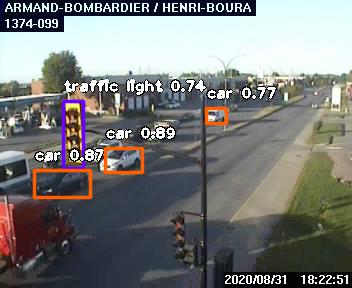 ARMAND-BOMBARDIER / HENRI-BOURA
1374-099
traffic light 0.74
car 0.77
car 0.89
car 0.87
2020/08/31 18:22:51